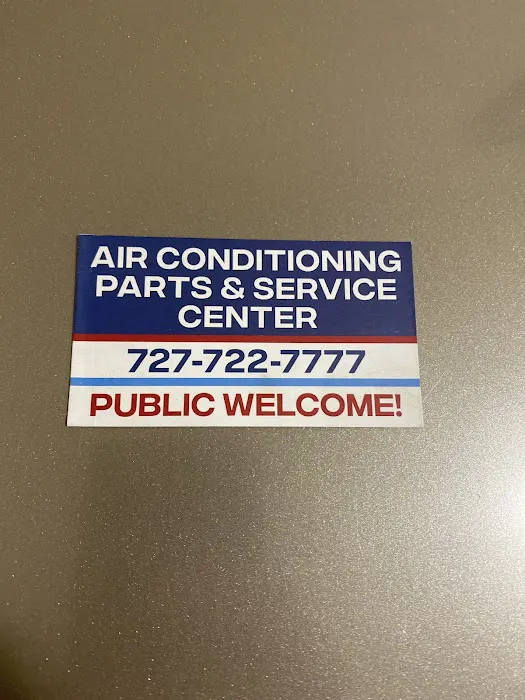 AIR CONDITIONING
PARTS & SERVICE
CENTER
727-722-7777
PUBLIC WELCOME!